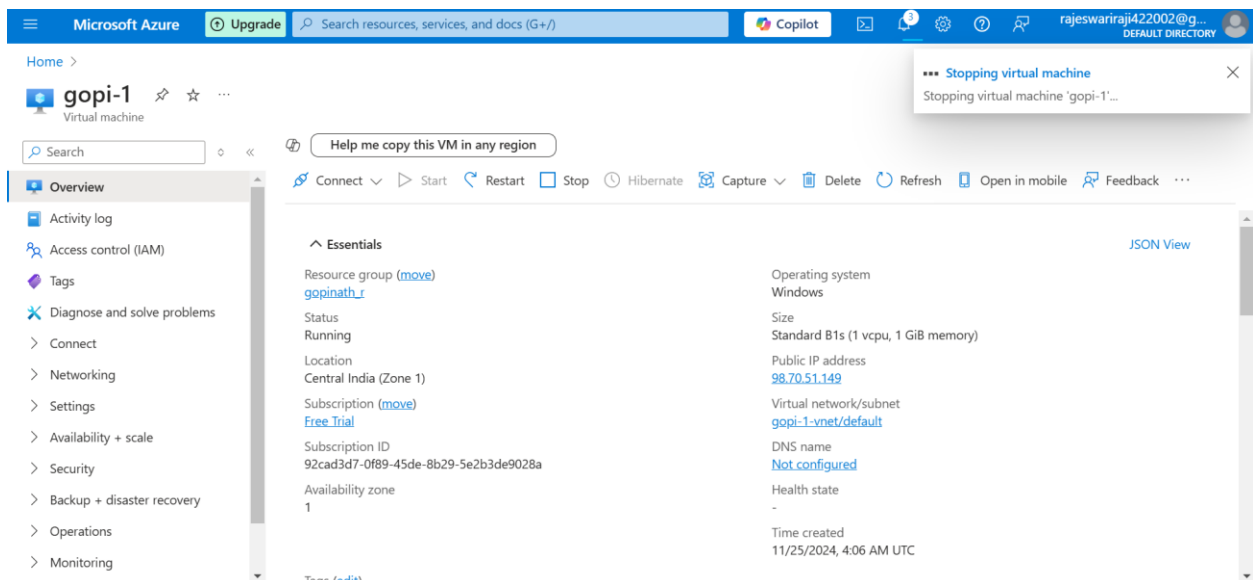 Microsoft Azure
Upgrade
Search resources, services, and docs (G+/)
Copilot
3
rajeswariraji422002@g...
DEFAULT DIRECTORY
Home >
Stopping virtual machine
Stopping virtual machine 'gopi-1'...
gopi-1
Virtual machine
Search
Help me copy this VM in any region
Connect
Start
Restart
Stop
Hibernate
Capture
Delete
Refresh
Open in mobile
Feedback
Overview
Activity log
Access control (IAM)
Tags
Diagnose and solve problems
Connect
Networking
Settings
Availability + scale
Security
Backup + disaster recovery
Operations
Monitoring
Essentials
JSON View
Resource group (move)
gopinath_r
Status
Running
Location
Central India (Zone 1)
Subscription (move)
Free Trial
Subscription ID
92cad3d7-0f89-45de-8b29-5e2b3de9028a
Availability zone
1
Operating system
Windows
Size
Standard B1s (1 vcpu, 1 GiB memory)
Public IP address
98.70.51.149
Virtual network/subnet
gopi-1-vnet/default
DNS name
Not configured
Health state
-
Time created
11/25/2024, 4:06 AM UTC
Tags (edit)